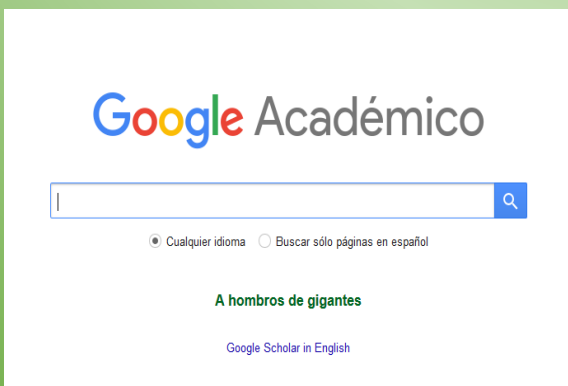 Google Académico
Cualquier idioma Buscar sólo páginas en español
A hombros de gigantes
Google Scholar in English